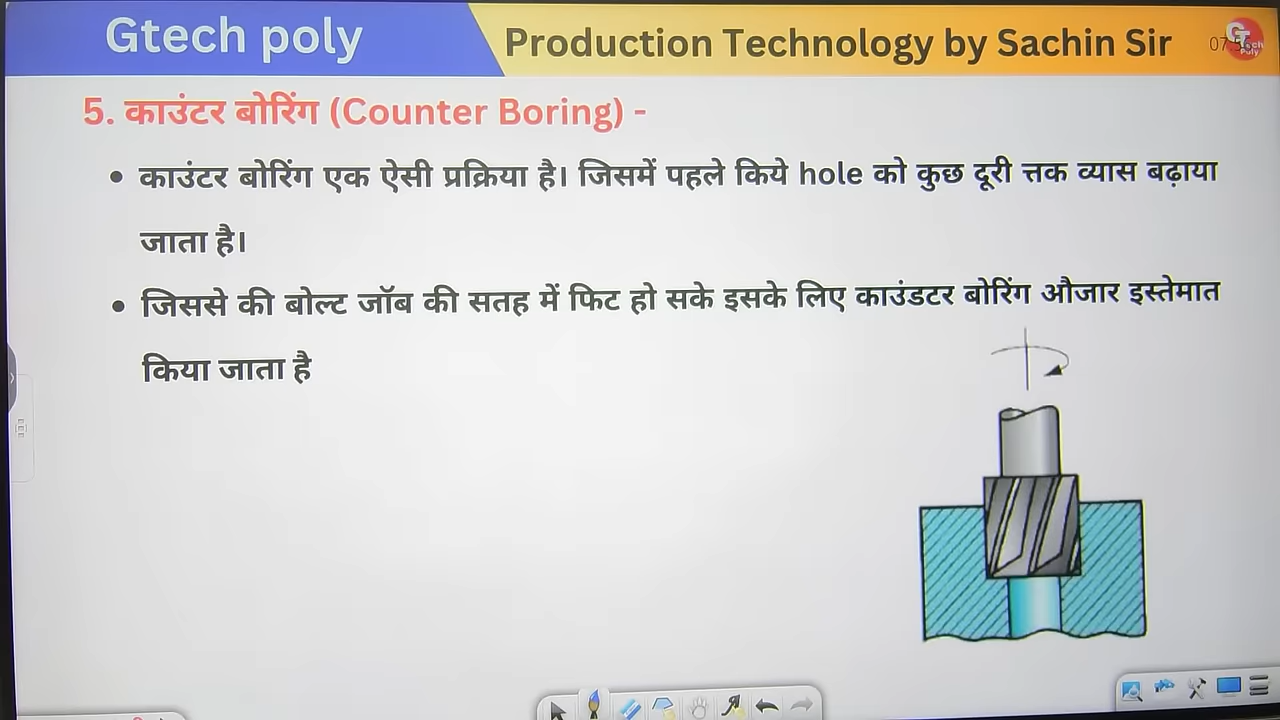 Gtech poly
Production Technology by Sachin Sir
5. काउंटर बोरिंग (Counter Boring) -
• काउंटर बोरिंग एक ऐसी प्रक्रिया है। जिसमें पहले किये hole को कुछ दूरी त्तक व्यास बढ़ाया
जाता है।
• जिससे की बोल्ट जॉब की सतह में फिट हो सके इसके लिए काउंडटर बोरिंग औजार इस्तेमात
किया जाता है